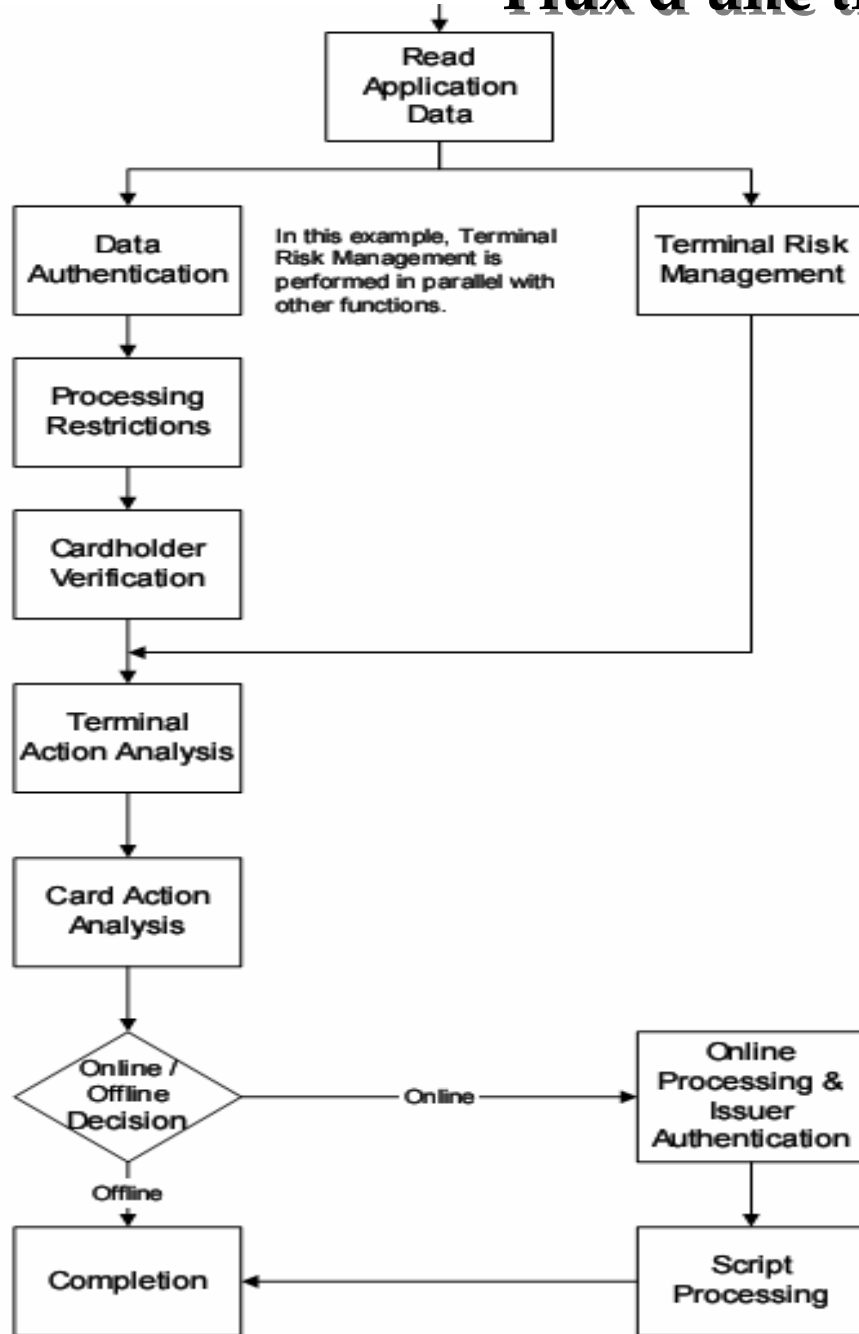 Flux d'une
Read
Application
Data
Data
Authentication
In this example, Terminal
Risk Management is
performed in parallel with
other functions.
Terminal Risk
Management
Processing
Restrictions
Cardholder
Verification
Terminal
Action Analysis
Card Action
Analysis
Online /
Offline
Decision
Online
Online
Processing &
Issuer
Authentication
Offline
Completion
Script
Processing